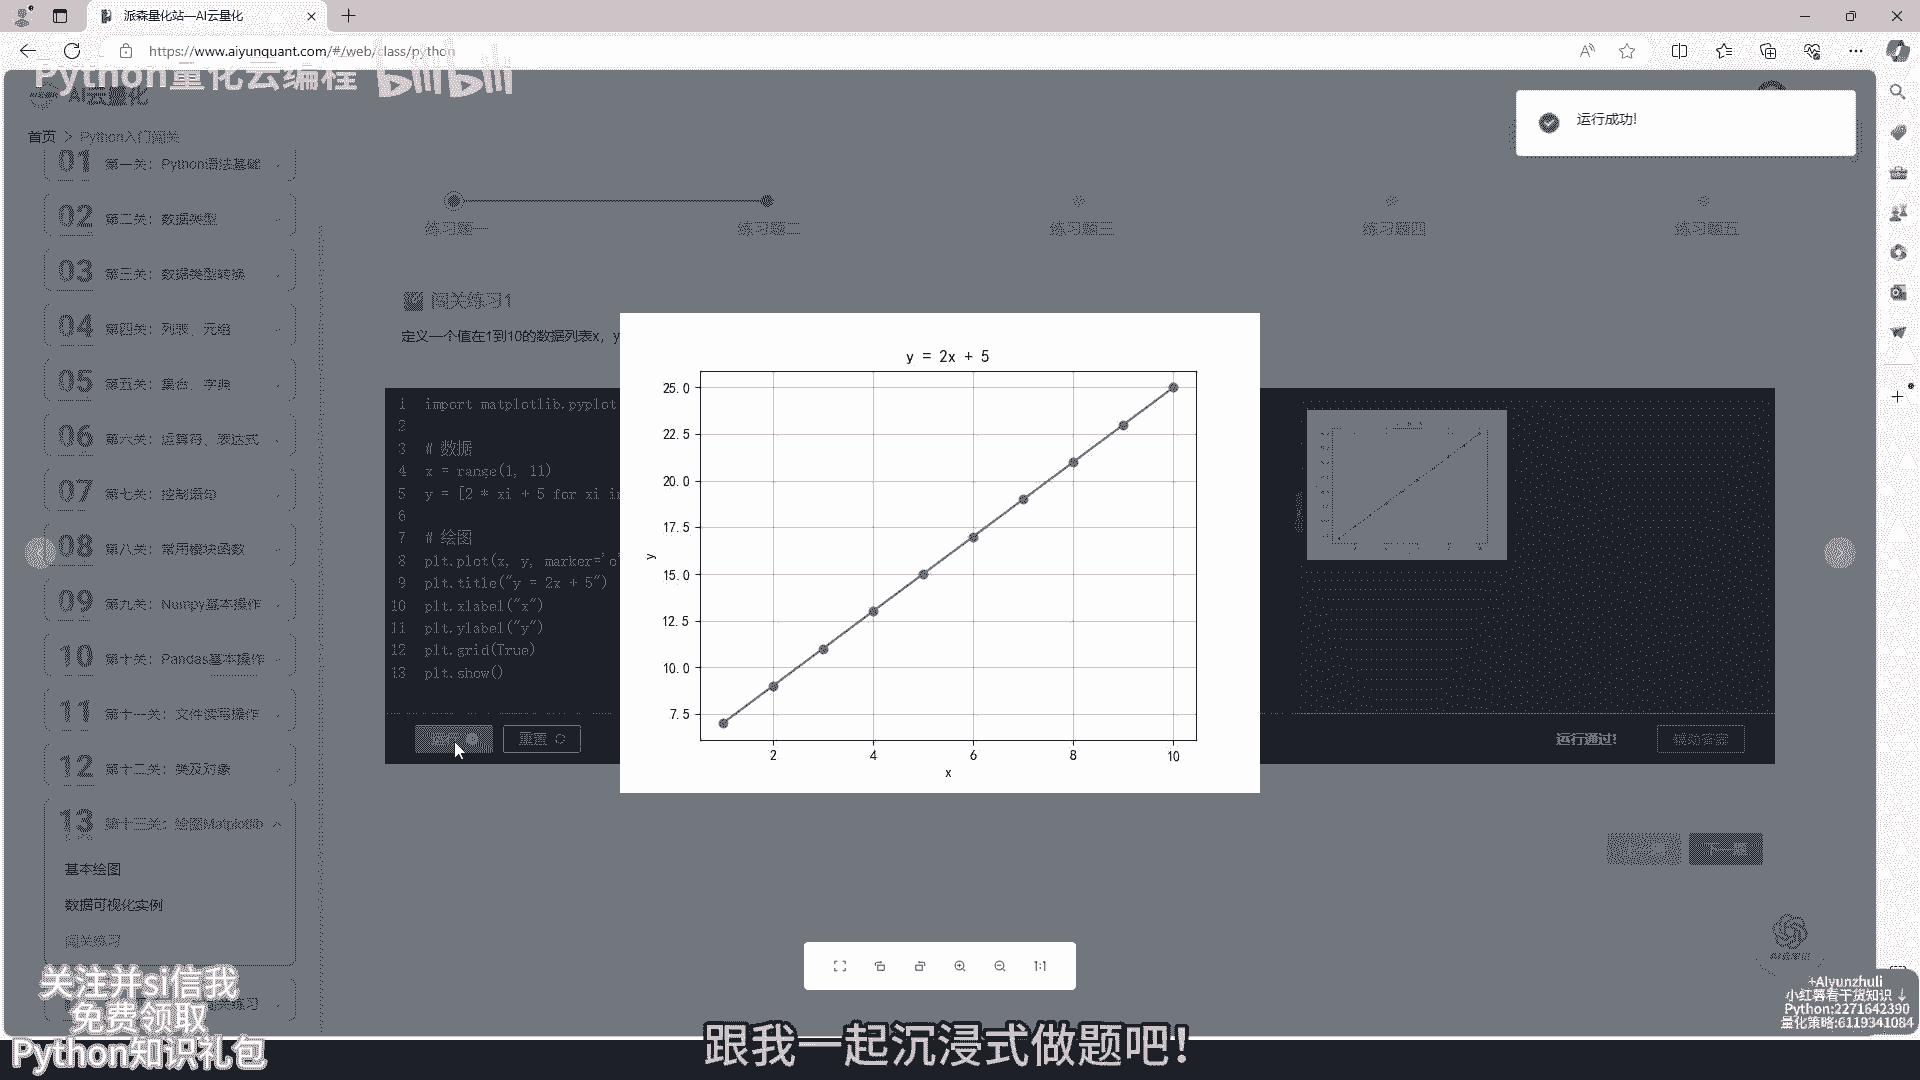 派森量化站—AI云量化
https://www.aiyunquant.com/#/web/class/python
Python量化云编程 bilibili
AI云量化
运行成功!
首页 > Python入门闯关
01 第一关：Python语法基础
02 第二关：数据类型
03 第三关：数据类型转换
04 第四关：列表、元组
05 第五关：集合、字典
06 第六关：运算符、表达式
07 第七关：控制语句
08 第八关：常用模块函数
09 第九关：Numpy基本操作
10 第十关：Pandas基本操作
11 第十一关：文件读写操作
12 第十二关：类及对象
13 第十三关：绘图Matplotlib
基本绘图
数据可视化实例
闯关练习
练习题一
练习题二
练习题三
练习题四
练习题五
闯关练习1
定义一个值在1到10的数据列表x，y
1 import matplotlib.pyplot
2
3 # 数据
4 x = range(1, 11)
5 y = [2 * xi + 5 for xi in
6
7 # 绘图
8 plt.plot(x, y, marker='o'
9 plt.title("y = 2x + 5")
10 plt.xlabel("x")
11 plt.ylabel("y")
12 plt.grid(True)
13 plt.show()
运行
重置
y = 2x + 5
25.0
22.5
20.0
17.5
15.0
12.5
10.0
7.5
y
2 4 6 8 10
x
运行通过!
辅助答案
下一题
1:1
关注并si信我
免费领取
Python知识礼包
跟我一起沉浸式做题吧！
+AIyunzhuli
小红薯看干货知识↓
Python:2271642390
量化策略:6119341084